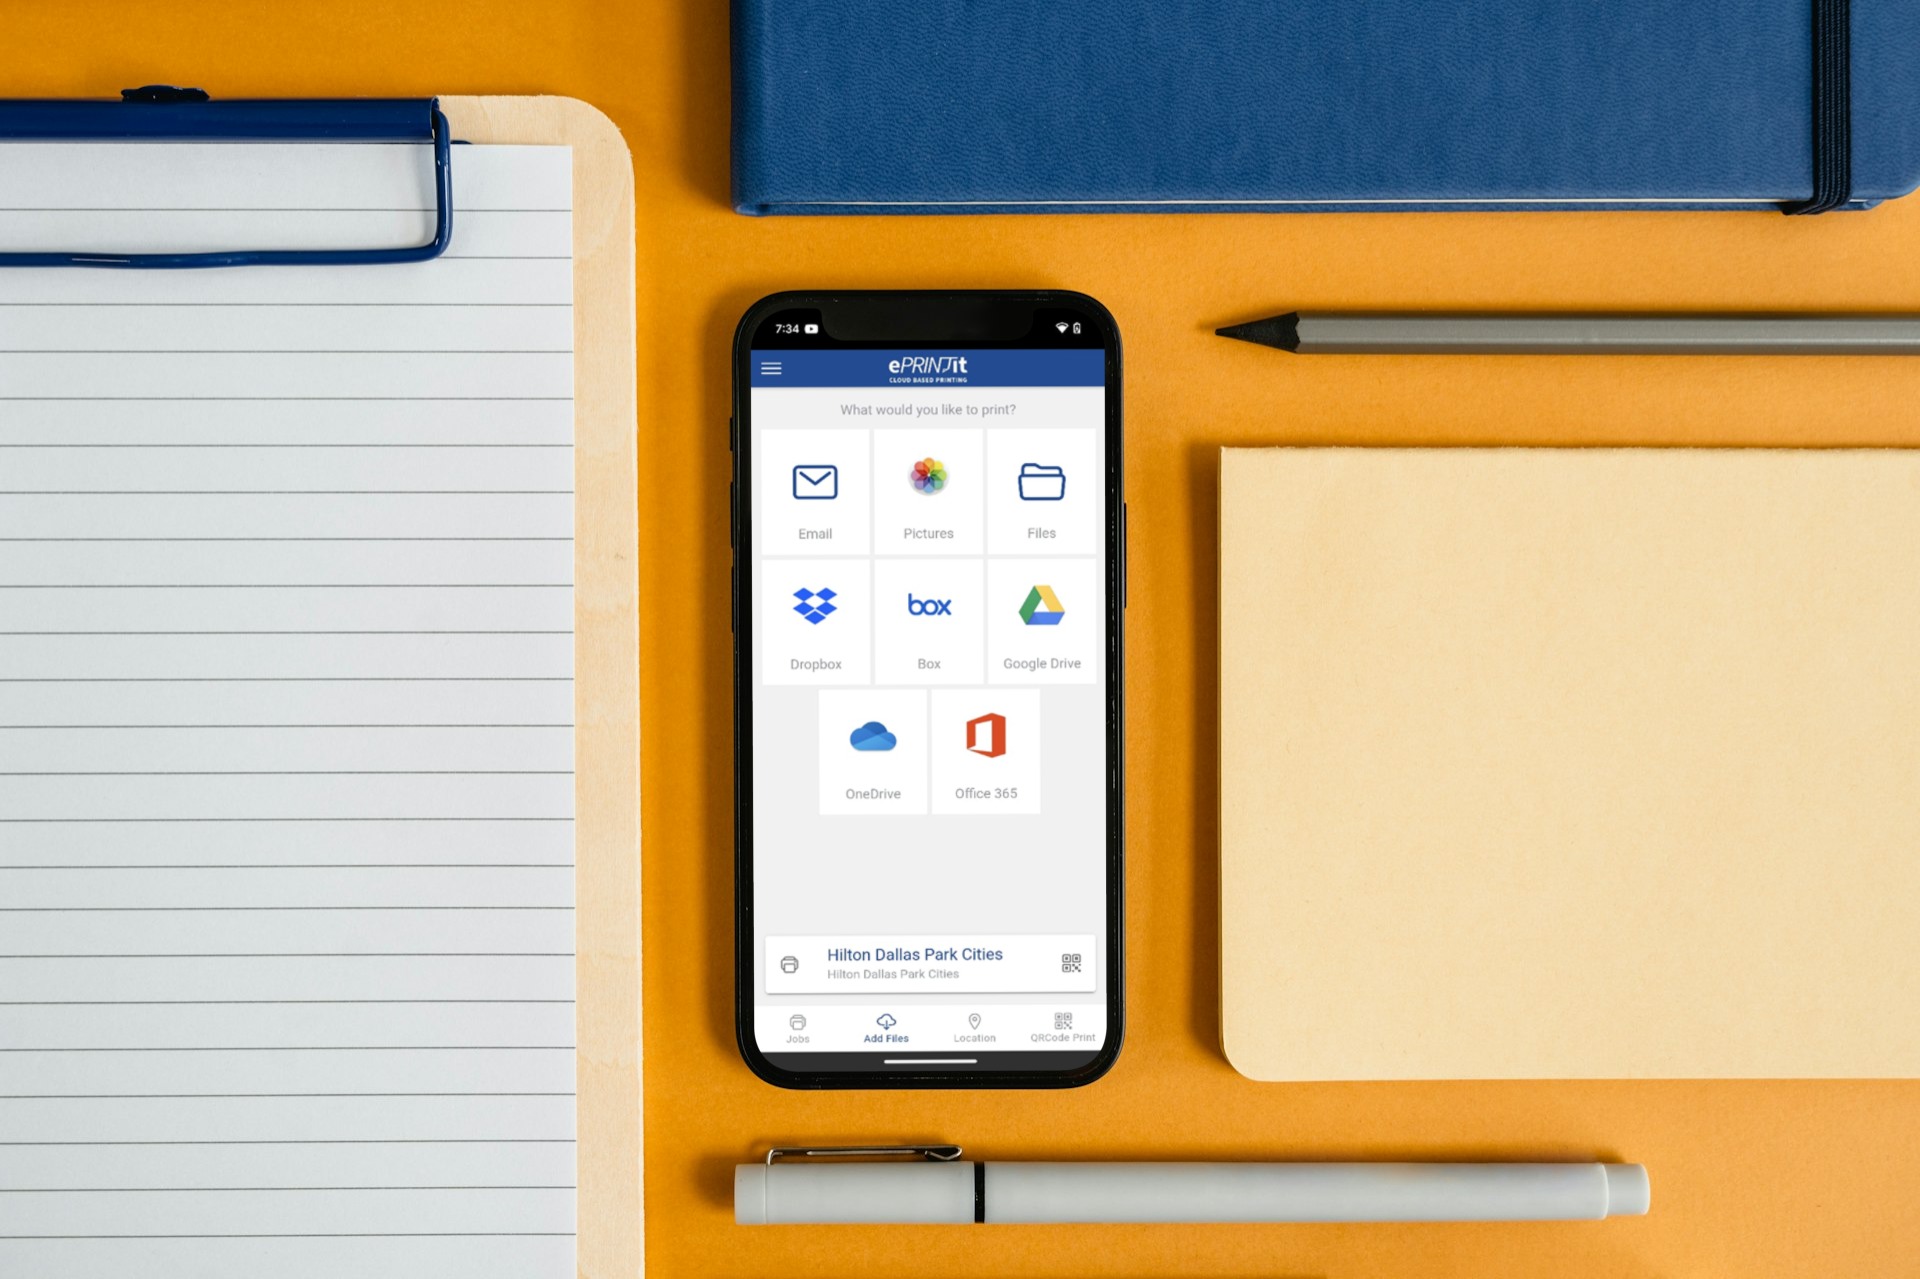 7:34
ePRINTit
CLOUD BASED PRINTING
What would you like to print?
Email
Pictures
Files
box
Dropbox
Box
Google Drive
OneDrive
Office 365
Hilton Dallas Park Cities
Hilton Dallas Park Cities
Jobs
Add Files
Location
QRCode Print